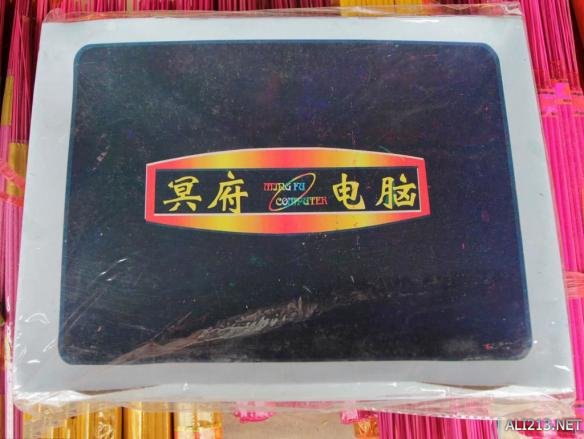 冥府 电脑
MING FU
COMPUTER
ALI213.NET